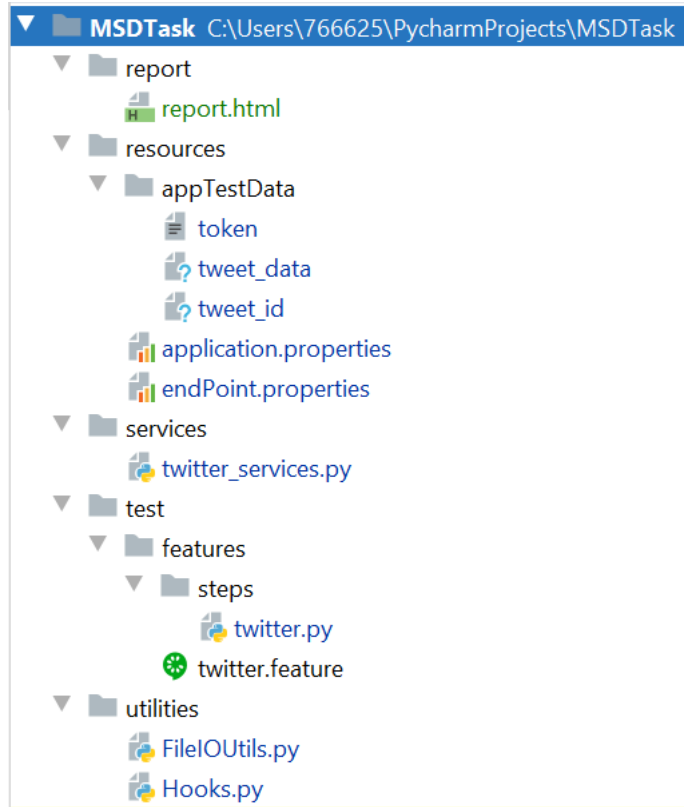 MSDTask C:\Users\766625\PycharmProjects\MSDTask
report
report.html
resources
appTestData
token
tweet_data
tweet_id
application.properties
endPoint.properties
services
twitter_services.py
test
features
steps
twitter.py
twitter.feature
utilities
FileIOUtils.py
Hooks.py